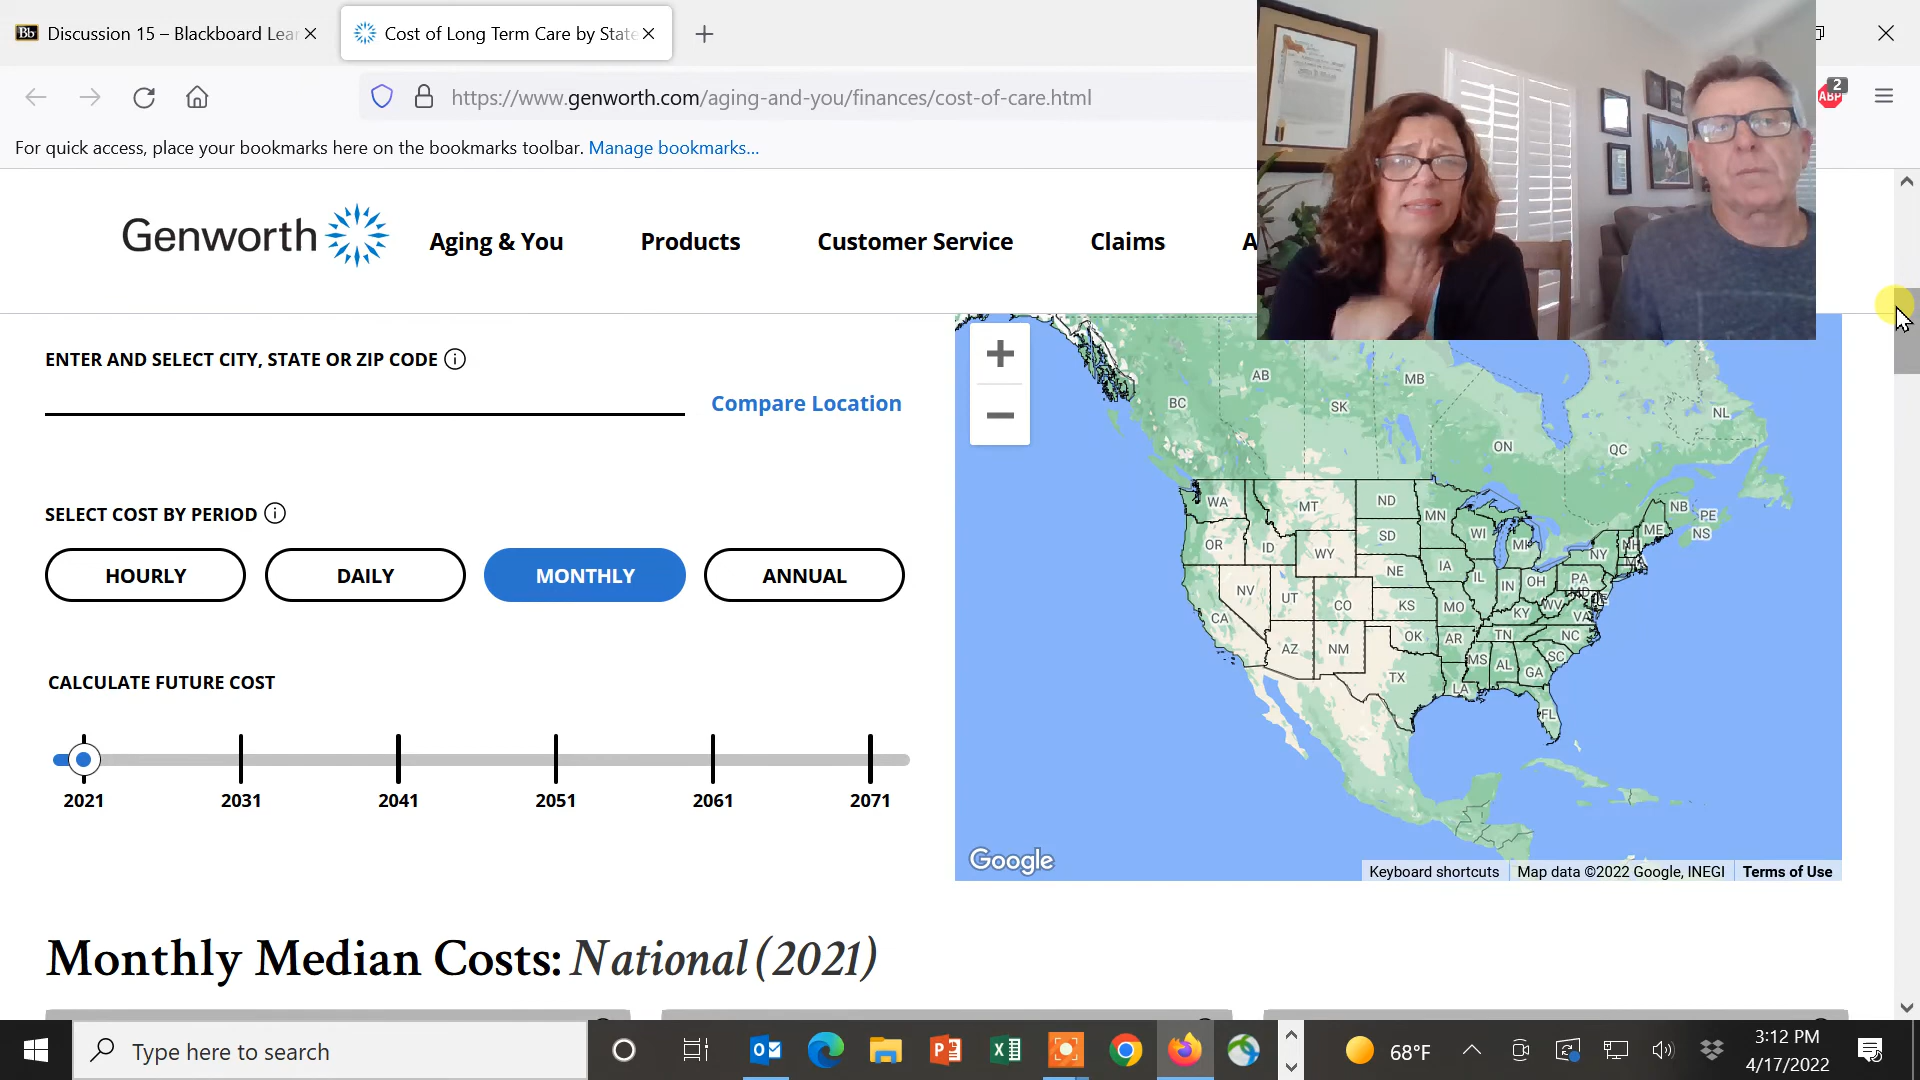 Discussion 15 – Blackboard Lea
Cost of Long Term Care by State
https://www.genworth.com/aging-and-you/finances/cost-of-care.html
ABP
2
For quick access, place your bookmarks here on the bookmarks toolbar. Manage bookmarks...
Genworth
Aging & You
Products
Customer Service
Claims
A
ENTER AND SELECT CITY, STATE OR ZIP CODE
Compare Location
SELECT COST BY PERIOD
HOURLY
DAILY
MONTHLY
ANNUAL
CALCULATE FUTURE COST
2021 2031 2041 2051 2061 2071
AB
MB
BC
SK
NL
ON
QC
WA
MT
ND
MN
NB
PE
OR
ID
WY
SD
WI
MI
NY
NH
ME
NS
NV
UT
CO
NE
IA
IL
IN
OH
PA
MD
MA
CA
KS
MO
KY
WV
VA
AZ
NM
OK
AR
TN
NC
TX
LA
MS
AL
GA
SC
FL
Google
Keyboard shortcuts
Map data ©2022 Google, INEGI
Terms of Use
Monthly Median Costs: National (2021)
Type here to search
68°F
3:12 PM
4/17/2022